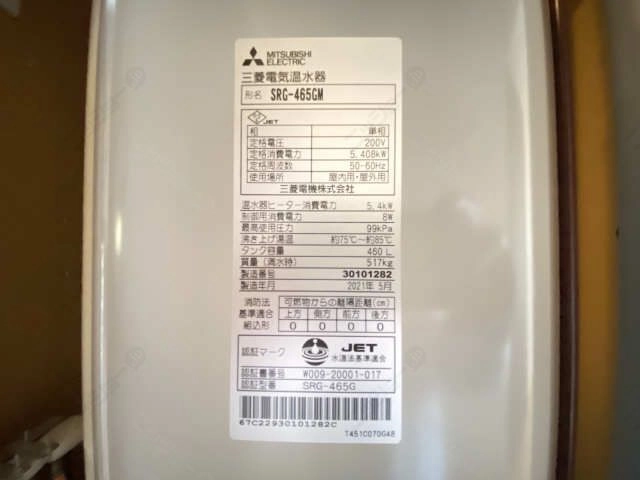 MITSUBISHI
ELECTRIC
三菱電気温水器
形名 SRG-465GM
JET
相 単相
定格電圧 200V
定格消費電力 5.408kW
定格周波数 50-60Hz
使用場所 屋内用・屋外用
三菱電機株式会社
温水器ヒーター消費電力 5.4kW
制御用消費電力 8W
最高使用圧力 99kPa
沸き上げ湯温 約75℃~約85℃
タンク容量 460L
質量(満水時) 517kg
製造番号 30101282
製造年月 2021年 5月
消防法 可燃物からの離隔距離(cm)
基準適合 上方 側方 前方 後方
組込形 0 0 0 0
認証マーク JET
水道法基準適合
認証書番号 W009-20001-017
認証型番 SRG-465G
67C22930101282C
T451C070G48